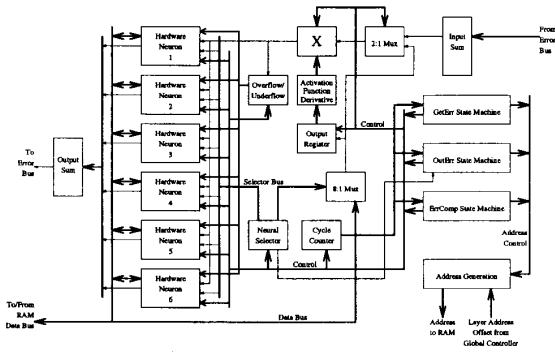 Hardware
Neuron
1
Hardware
Neuron
2
Hardware
Neuron
3
Hardware
Neuron
4
Hardware
Neuron
5
Hardware
Neuron
6
X
2:1 Mux
Input
Sum
From
Error
Bus
Overflow/
Underflow
Activation
Function
Derivative
Output
Register
Control
GetErr State Machine
OutErr State Machine
ErrComp State Machine
To
Error
Bus
Output
Sum
Selector Bus
8:1 Mux
Neural
Selector
Cycle
Counter
Control
Address
Control
Address Generation
To/From
RAM
Data Bus
Data Bus
Address
to RAM
Layer Address
Offset from
Global Controller